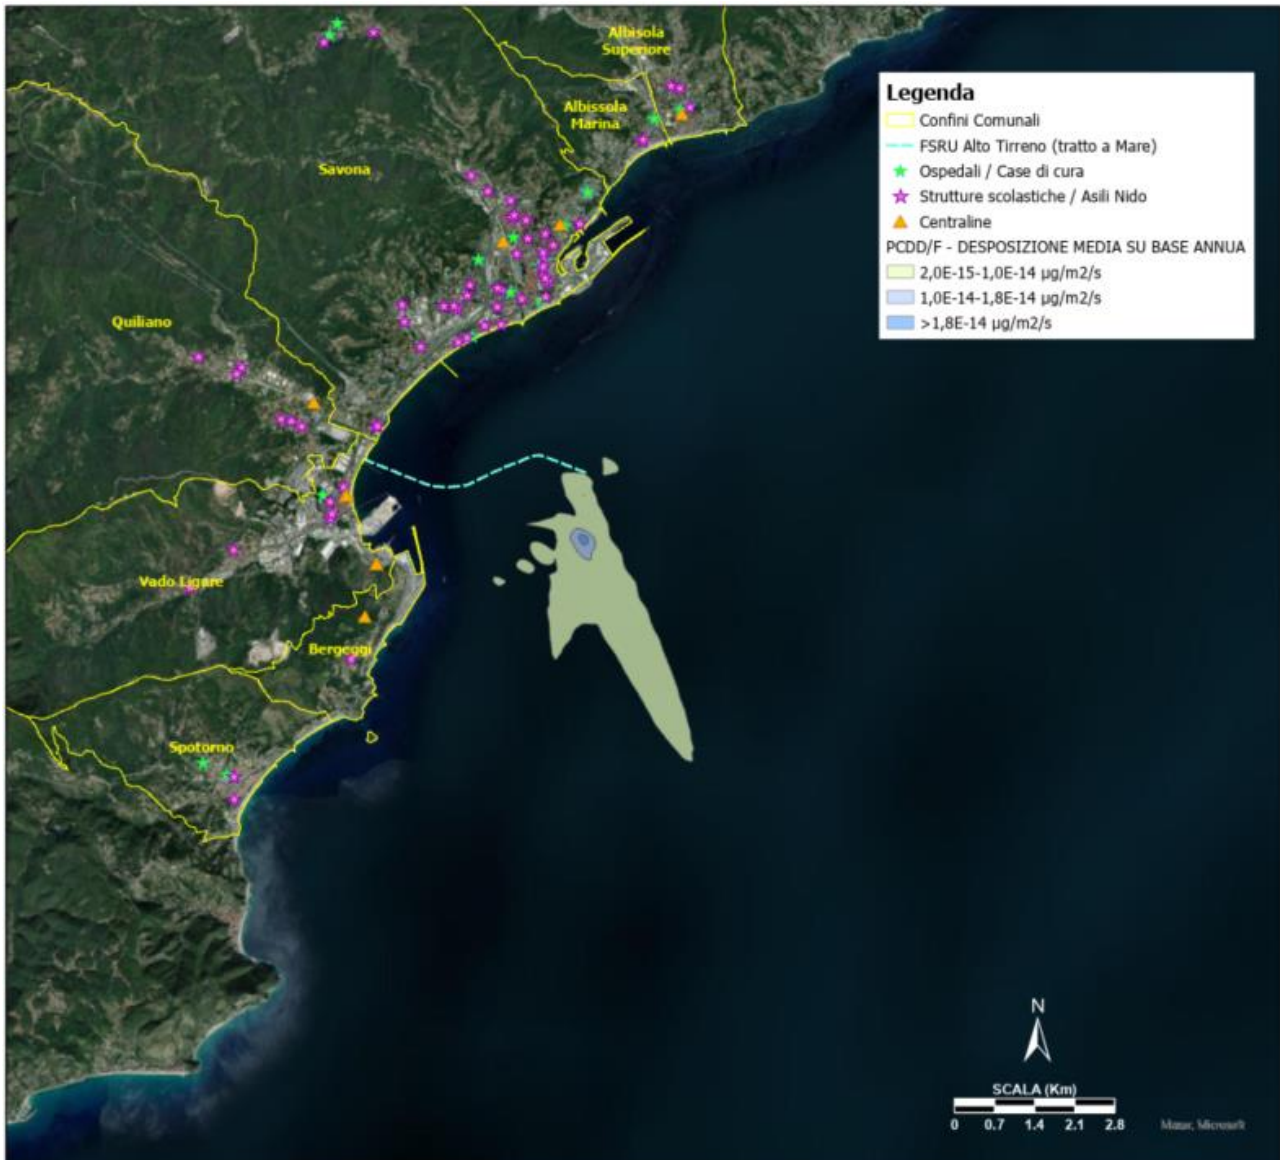 Albisola
Superiore
Albissola
Marina
Savona
Quiliano
Vado Ligure
Bergeggi
Spotorno
Legenda
Confini Comunali
FSRU Alto Tirreno (tratto a Mare)
Ospedali / Case di cura
Strutture scolastiche / Asili Nido
Centraline
PCDD/F - DESPOSIZIONE MEDIA SU BASE ANNUA
2,0E-15-1,0E-14 µg/m2/s
1,0E-14-1,8E-14 µg/m2/s
>1,8E-14 µg/m2/s
N
SCALA (Km)
0 0.7 1.4 2.1 2.8
Maxar, Microsoft